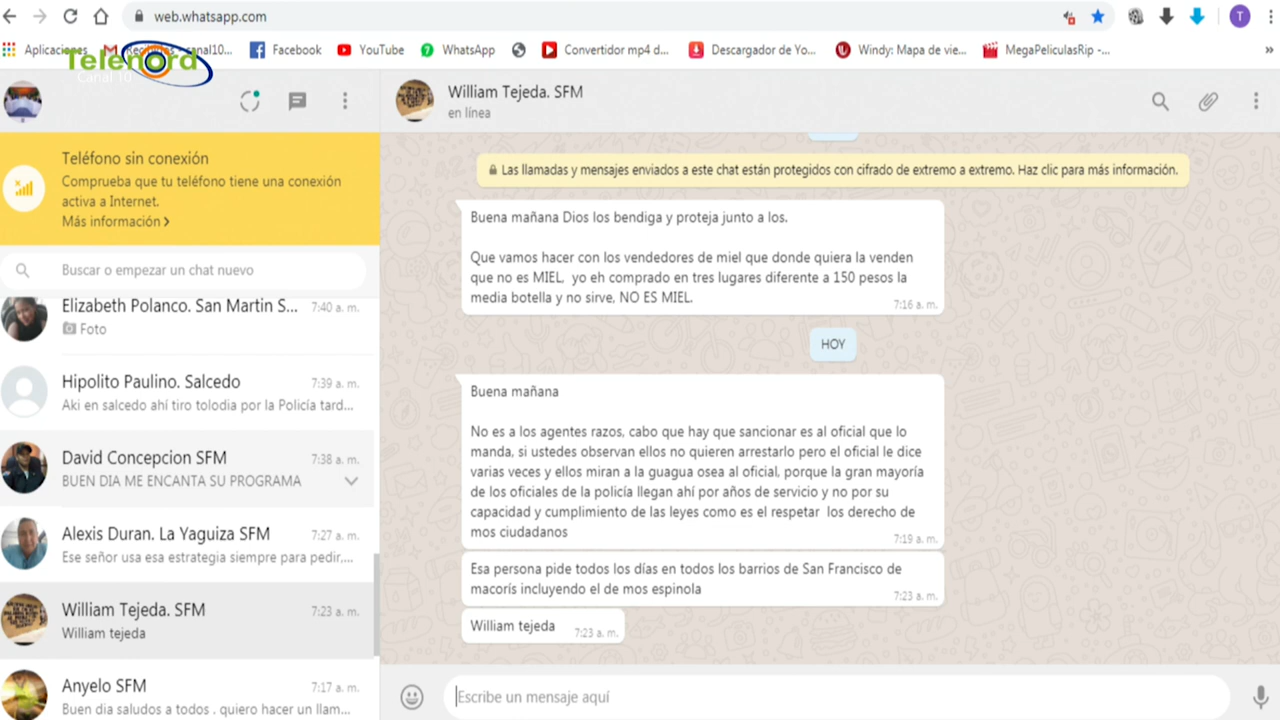 web.whatsapp.com
T
Aplicaciones
Facebook
YouTube
WhatsApp
Convertidor mp4 d...
Descargador de Yo...
Windy: Mapa de vie...
MegaPeliculasRip -...
»
Telenord
Canal 10
William Tejeda. SFM
en línea
Teléfono sin conexión
Comprueba que tu teléfono tiene una conexión
activa a Internet.
Más información >
Buscar o empezar un chat nuevo
Elizabeth Polanco. San Martin S... 7:40 a. m.
Foto
Hipolito Paulino. Salcedo 7:39 a. m.
Aki en salcedo ahí tiro tolodia por la Policía tard...
David Concepcion SFM 7:38 a. m.
BUEN DIA ME ENCANTA SU PROGRAMA
Alexis Duran. La Yaguiza SFM 7:27 a. m.
Ese señor usa esa estrategia siempre para pedir,...
William Tejeda. SFM 7:23 a. m.
William tejeda
Anyelo SFM 7:17 a. m.
Buen dia saludos a todos . quiero hacer un llam...
Las llamadas y mensajes enviados a este chat están protegidos con cifrado de extremo a extremo. Haz clic para más información.
Buena mañana Dios los bendiga y proteja junto a los.
Que vamos hacer con los vendedores de miel que donde quiera la venden
que no es MIEL, yo eh comprado en tres lugares diferente a 150 pesos la
media botella y no sirve, NO ES MIEL.
7:16 a. m.
HOY
Buena mañana
No es a los agentes razos, cabo que hay que sancionar es al oficial que lo
manda, si ustedes observan ellos no quieren arrestarlo pero el oficial le dice
varias veces y ellos miran a la guagua osea al oficial, porque la gran mayoría
de los oficiales de la policía llegan ahí por años de servicio y no por su
capacidad y cumplimiento de las leyes como es el respetar los derecho de
mos ciudadanos
7:19 a. m.
Esa persona pide todos los días en todos los barrios de San Francisco de
macorís incluyendo el de mos espinola
7:23 a. m.
William tejeda 7:23 a. m.
Escribe un mensaje aquí